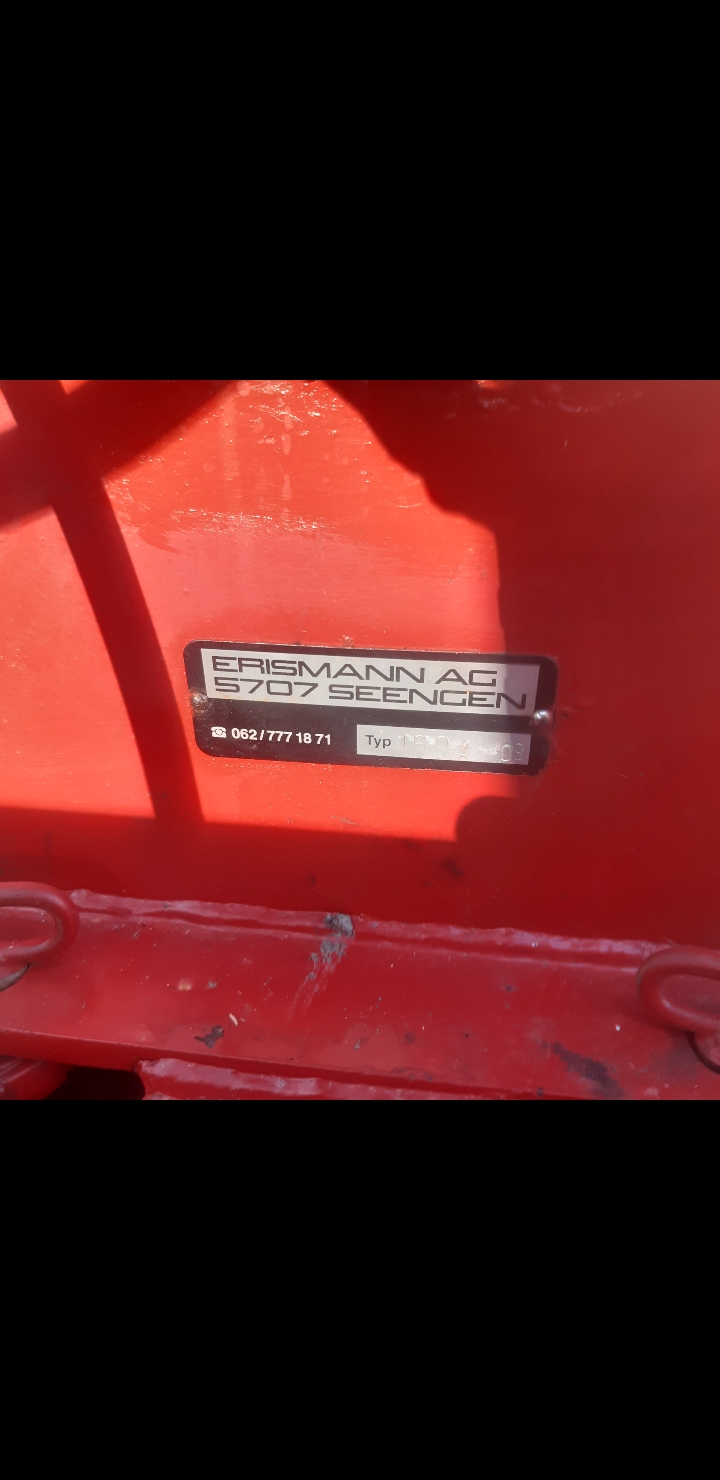 ERISMANN AG
5707 SEENGEN
☎ 062/777 18 71
Typ